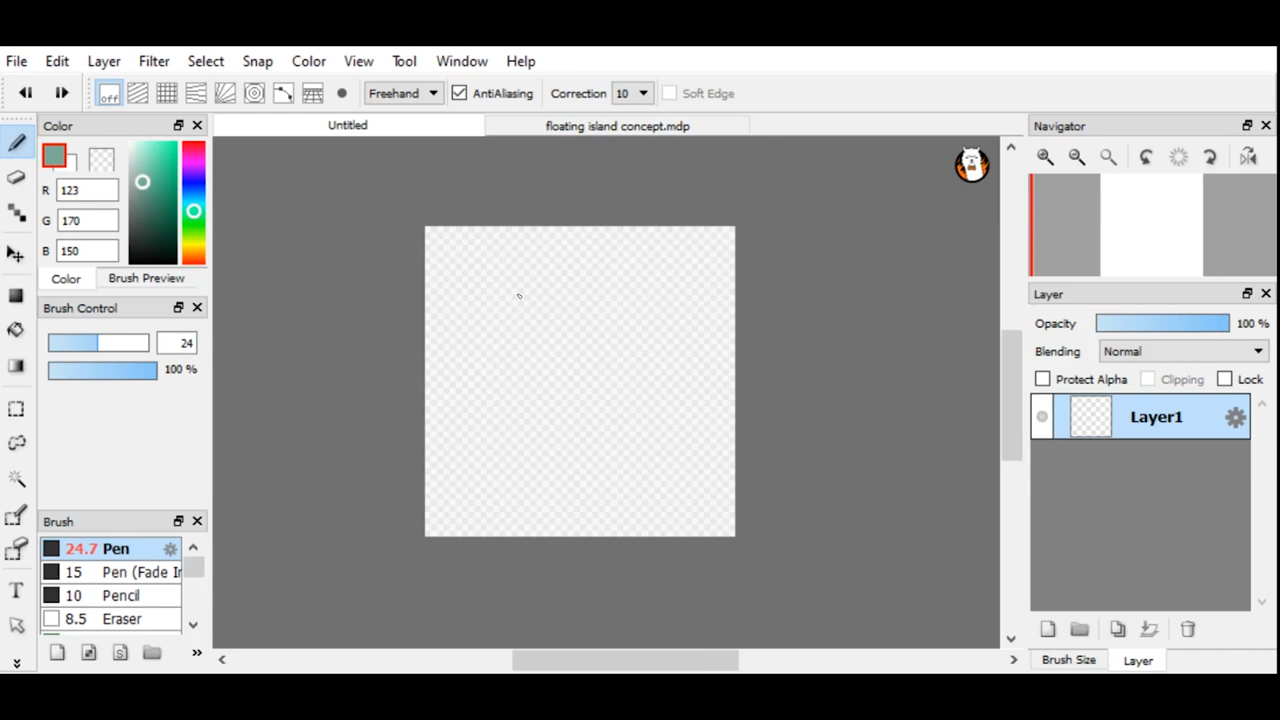 File Edit Layer Filter Select Snap Color View Tool Window Help
off Freehand AntiAliasing Correction 10 Soft Edge
Color Untitled floating island concept.mdp Navigator
R 123
G 170
B 150
Color Brush Preview
Brush Control
24
100 %
Brush
24.7 Pen
15 Pen (Fade In
10 Pencil
8.5 Eraser
Layer
Opacity 100 %
Blending Normal
Protect Alpha Clipping Lock
Layer1
T
Brush Size Layer